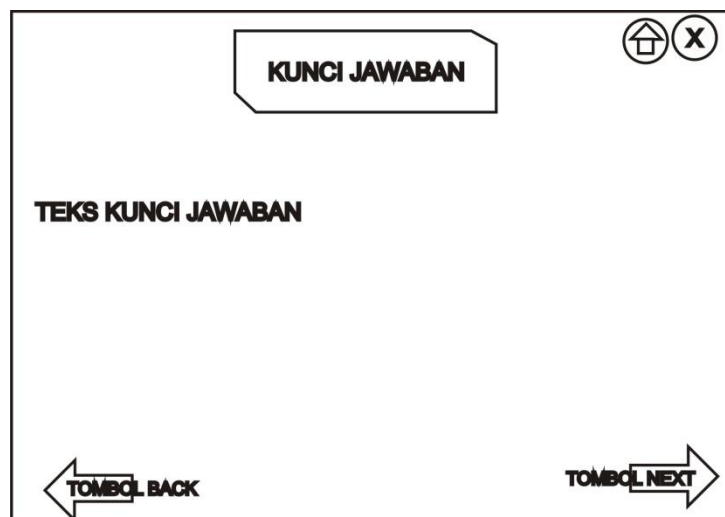 KUNCI JAWABAN
X
TEKS KUNCI JAWABAN
TOMBOL BACK
TOMBOL NEXT